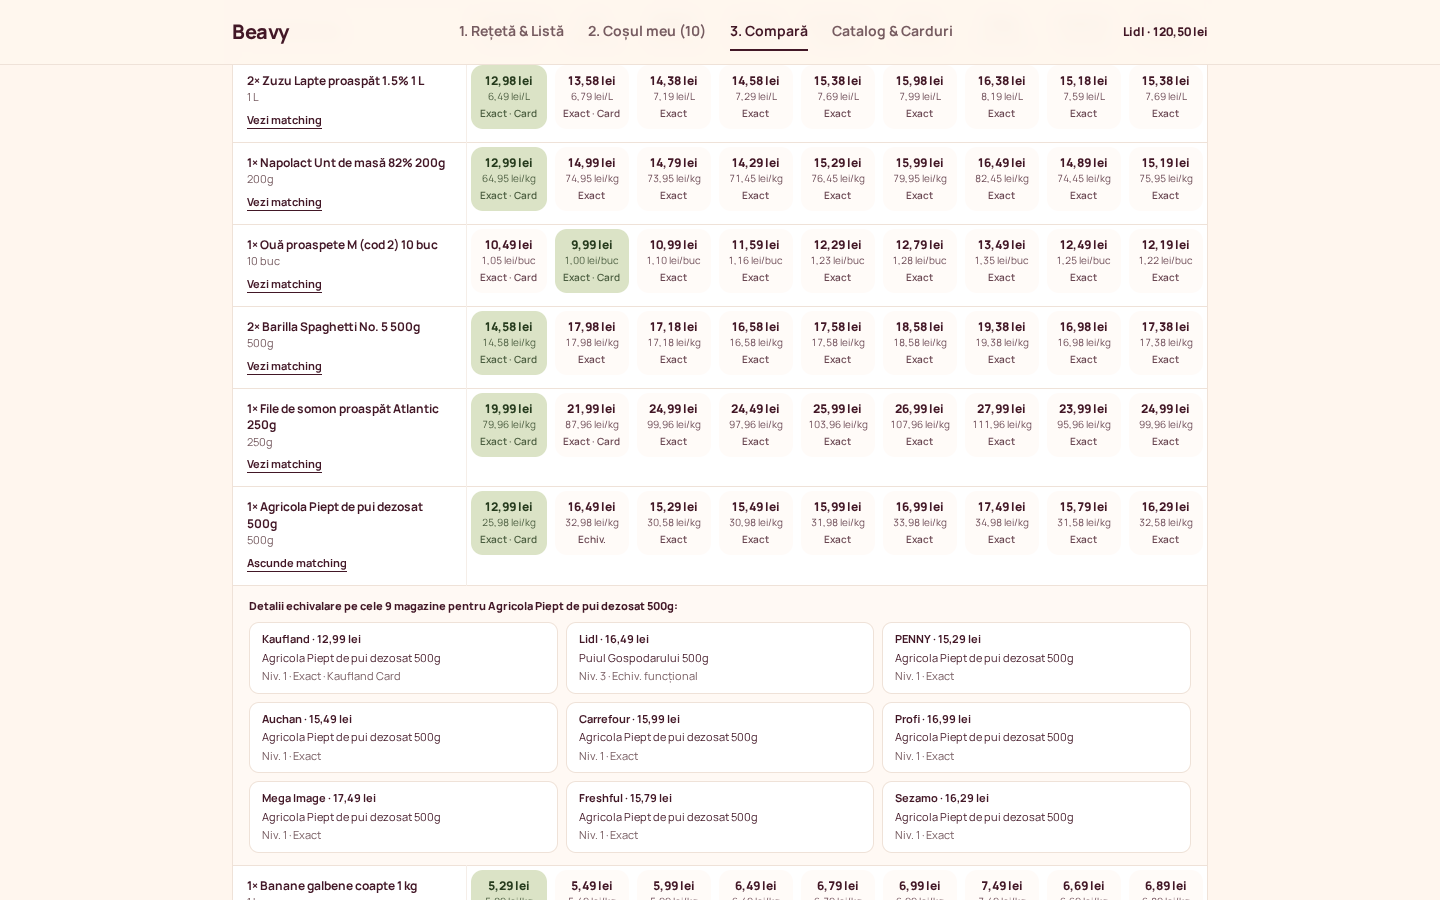 Beavy
1. Rețetă & Listă 2. Coșul meu (10) 3. Compară Catalog & Carduri
Lidl · 120,50 lei
2× Zuzu Lapte proaspăt 1.5% 1 L 12,98 lei 13,58 lei 14,38 lei 14,58 lei 15,38 lei 15,98 lei 16,38 lei 15,18 lei 15,38 lei
1 L 6,49 lei/L 6,79 lei/L 7,19 lei/L 7,29 lei/L 7,69 lei/L 7,99 lei/L 8,19 lei/L 7,59 lei/L 7,69 lei/L
Vezi matching Exact · Card Exact · Card Exact Exact Exact Exact Exact Exact Exact
1× Napolact Unt de masă 82% 200g 12,99 lei 14,99 lei 14,79 lei 14,29 lei 15,29 lei 15,99 lei 16,49 lei 14,89 lei 15,19 lei
200g 64,95 lei/kg 74,95 lei/kg 73,95 lei/kg 71,45 lei/kg 76,45 lei/kg 79,95 lei/kg 82,45 lei/kg 74,45 lei/kg 75,95 lei/kg
Vezi matching Exact · Card Exact Exact Exact Exact Exact Exact Exact Exact
1× Ouă proaspete M (cod 2) 10 buc 10,49 lei 9,99 lei 10,99 lei 11,59 lei 12,29 lei 12,79 lei 13,49 lei 12,49 lei 12,19 lei
10 buc 1,05 lei/buc 1,00 lei/buc 1,10 lei/buc 1,16 lei/buc 1,23 lei/buc 1,28 lei/buc 1,35 lei/buc 1,25 lei/buc 1,22 lei/buc
Vezi matching Exact · Card Exact · Card Exact Exact Exact Exact Exact Exact Exact
2× Barilla Spaghetti No. 5 500g 14,58 lei 17,98 lei 17,18 lei 16,58 lei 17,58 lei 18,58 lei 19,38 lei 16,98 lei 17,38 lei
500g 14,58 lei/kg 17,98 lei/kg 17,18 lei/kg 16,58 lei/kg 17,58 lei/kg 18,58 lei/kg 19,38 lei/kg 16,98 lei/kg 17,38 lei/kg
Vezi matching Exact · Card Exact Exact Exact Exact Exact Exact Exact Exact
1× File de somon proaspăt Atlantic 19,99 lei 21,99 lei 24,99 lei 24,49 lei 25,99 lei 26,99 lei 27,99 lei 23,99 lei 24,99 lei
250g 79,96 lei/kg 87,96 lei/kg 99,96 lei/kg 97,96 lei/kg 103,96 lei/kg 107,96 lei/kg 111,96 lei/kg 95,96 lei/kg 99,96 lei/kg
250g Exact · Card Exact · Card Exact Exact Exact Exact Exact Exact Exact
Vezi matching
1× Agricola Piept de pui dezosat 12,99 lei 16,49 lei 15,29 lei 15,49 lei 15,99 lei 16,99 lei 17,49 lei 15,79 lei 16,29 lei
500g 25,98 lei/kg 32,98 lei/kg 30,58 lei/kg 30,98 lei/kg 31,98 lei/kg 33,98 lei/kg 34,98 lei/kg 31,58 lei/kg 32,58 lei/kg
500g Exact · Card Echiv. Exact Exact Exact Exact Exact Exact Exact
Ascunde matching
Detalii echivalare pe cele 9 magazine pentru Agricola Piept de pui dezosat 500g:
Kaufland · 12,99 lei Lidl · 16,49 lei PENNY · 15,29 lei
Agricola Piept de pui dezosat 500g Puiul Gospodarului 500g Agricola Piept de pui dezosat 500g
Niv. 1 · Exact · Kaufland Card Niv. 3 · Echiv. funcțional Niv. 1 · Exact
Auchan · 15,49 lei Carrefour · 15,99 lei Profi · 16,99 lei
Agricola Piept de pui dezosat 500g Agricola Piept de pui dezosat 500g Agricola Piept de pui dezosat 500g
Niv. 1 · Exact Niv. 1 · Exact Niv. 1 · Exact
Mega Image · 17,49 lei Freshful · 15,79 lei Sezamo · 16,29 lei
Agricola Piept de pui dezosat 500g Agricola Piept de pui dezosat 500g Agricola Piept de pui dezosat 500g
Niv. 1 · Exact Niv. 1 · Exact Niv. 1 · Exact
1× Banane galbene coapte 1 kg 5,29 lei 5,49 lei 5,99 lei 6,49 lei 6,79 lei 6,99 lei 7,49 lei 6,69 lei 6,89 lei